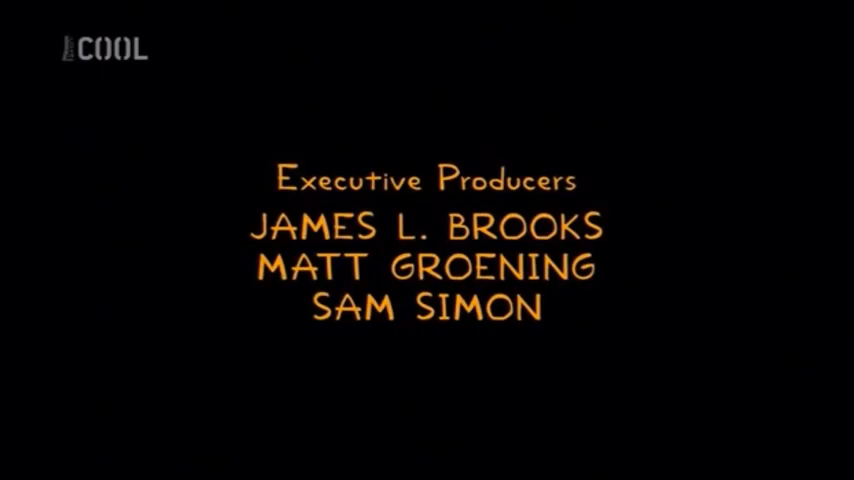 COOL
Executive Producers
JAMES L. BROOKS
MATT GROENING
SAM SIMON